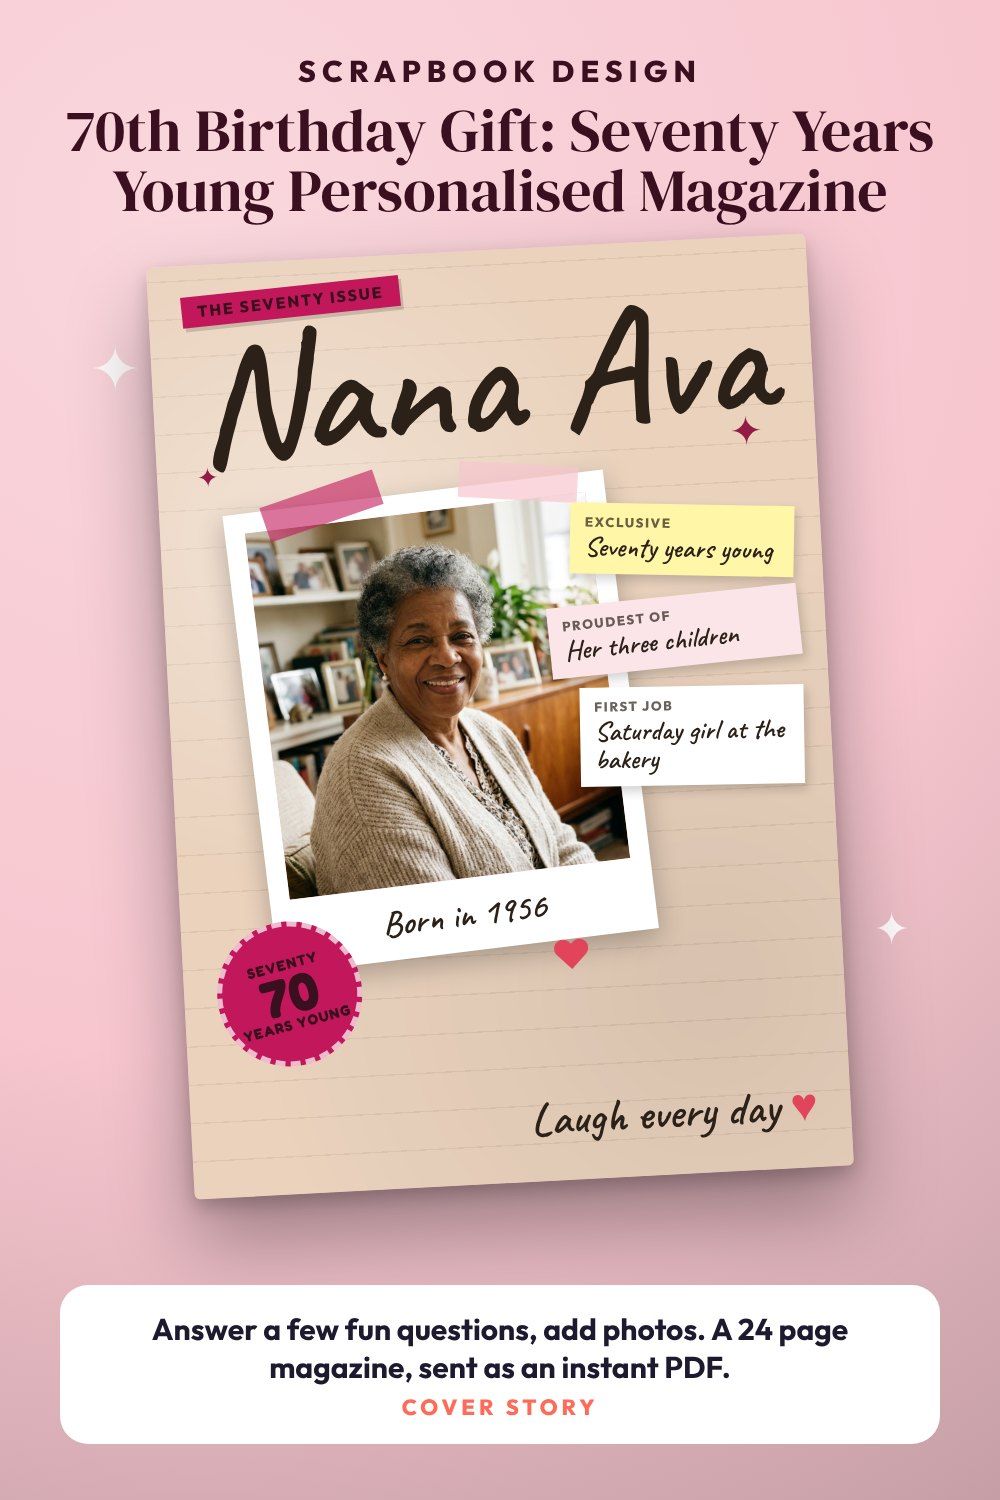 SCRAPBOOK DESIGN
70th Birthday Gift: Seventy Years
Young Personalised Magazine
THE SEVENTY ISSUE
Nana Ava
EXCLUSIVE
Seventy years young
PROUDEST OF
Her three children
FIRST JOB
Saturday girl at the
bakery
Born in 1956
SEVENTY
70
YEARS YOUNG
Laugh every day
Answer a few fun questions, add photos. A 24 page
magazine, sent as an instant PDF.
COVER STORY